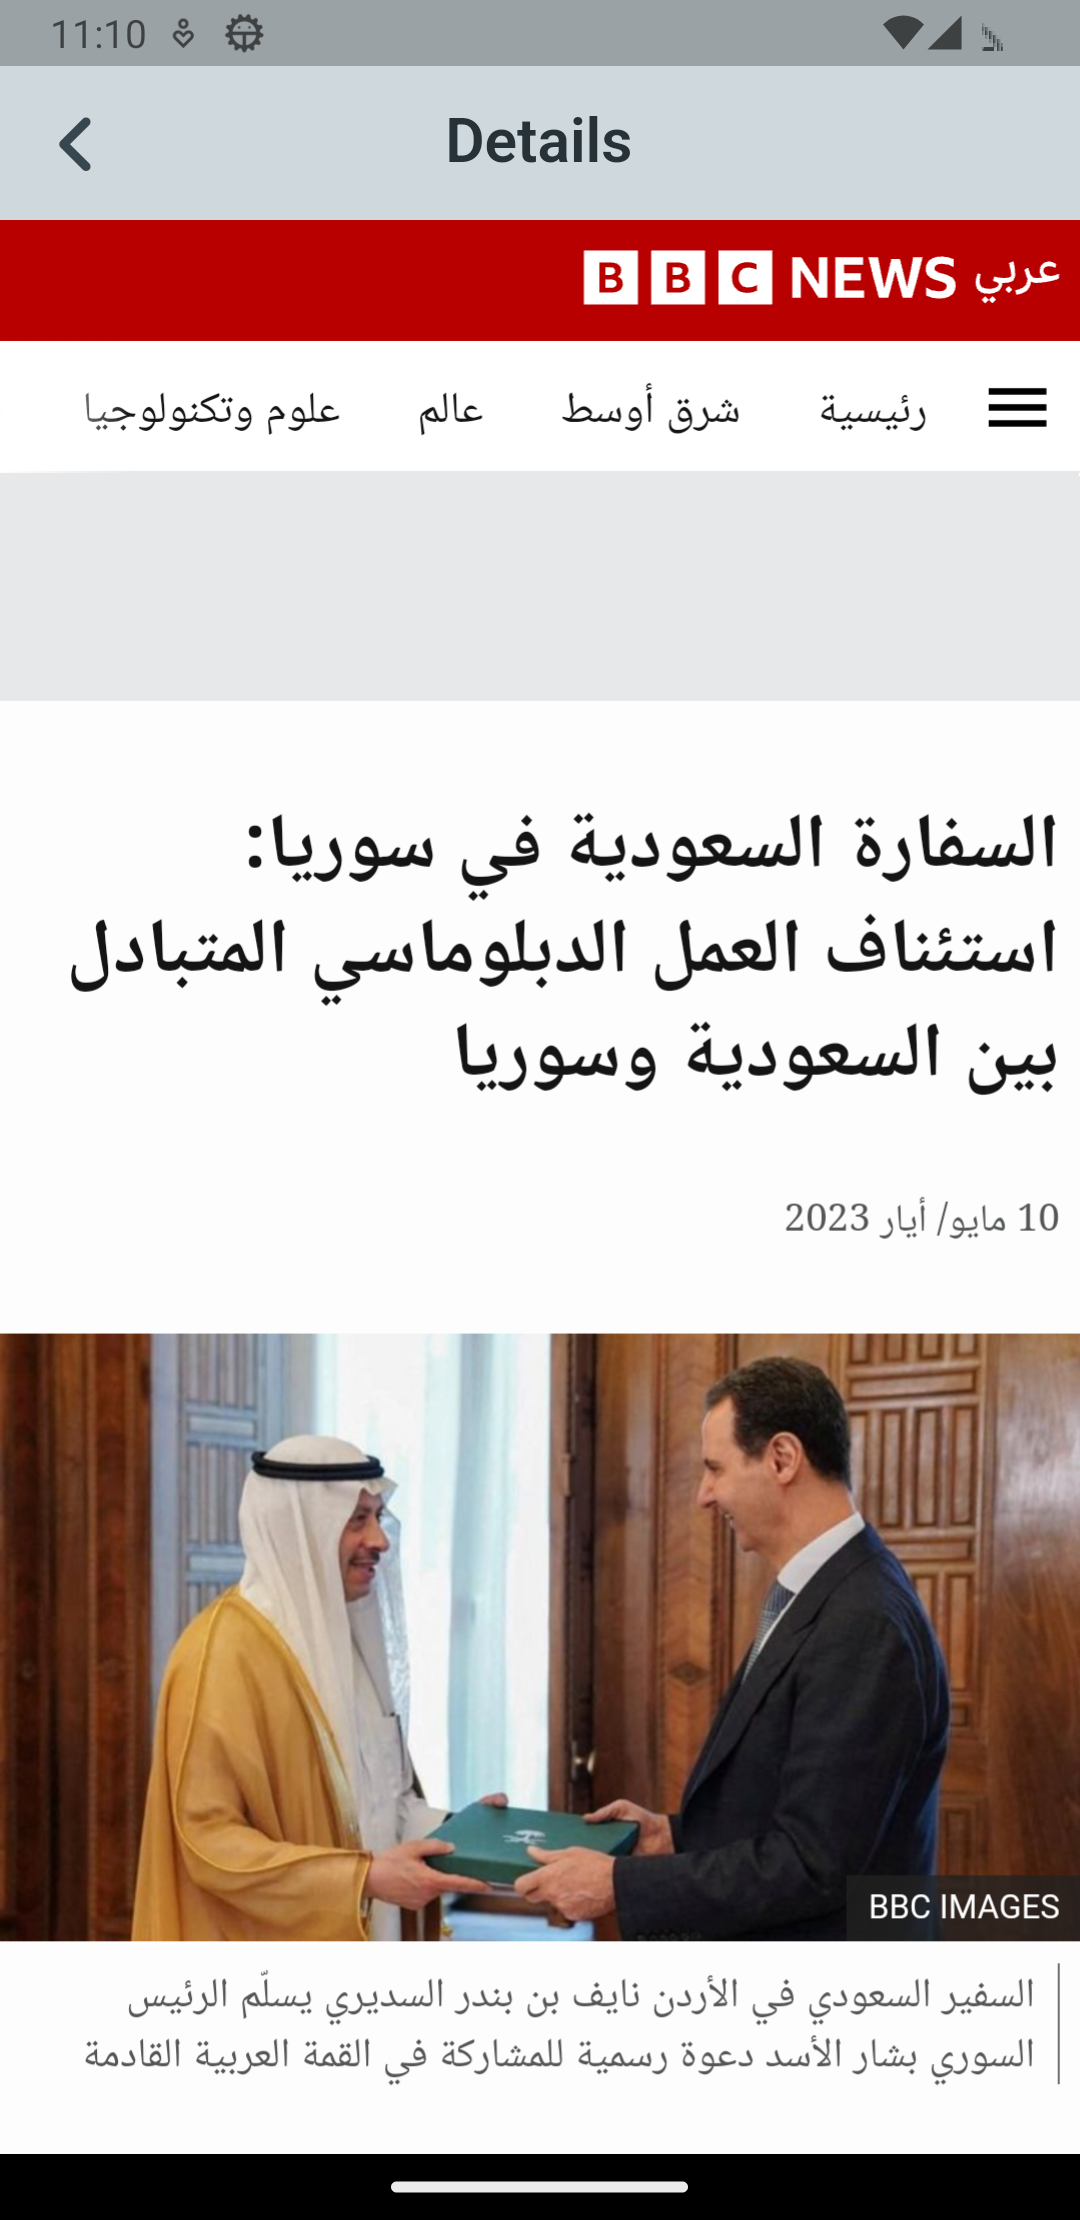 11:10
Details
BBC NEWS عربي
رئيسية
شرق أوسط
عالم
علوم وتكنولوجيا
السفارة السعودية في سوريا:
استئناف العمل الدبلوماسي المتبادل
بين السعودية وسوريا
10 مايو/ أيار 2023
BBC IMAGES
السفير السعودي في الأردن نايف بن بندر السديري يسلّم الرئيس
السوري بشار الأسد دعوة رسمية للمشاركة في القمة العربية القادمة